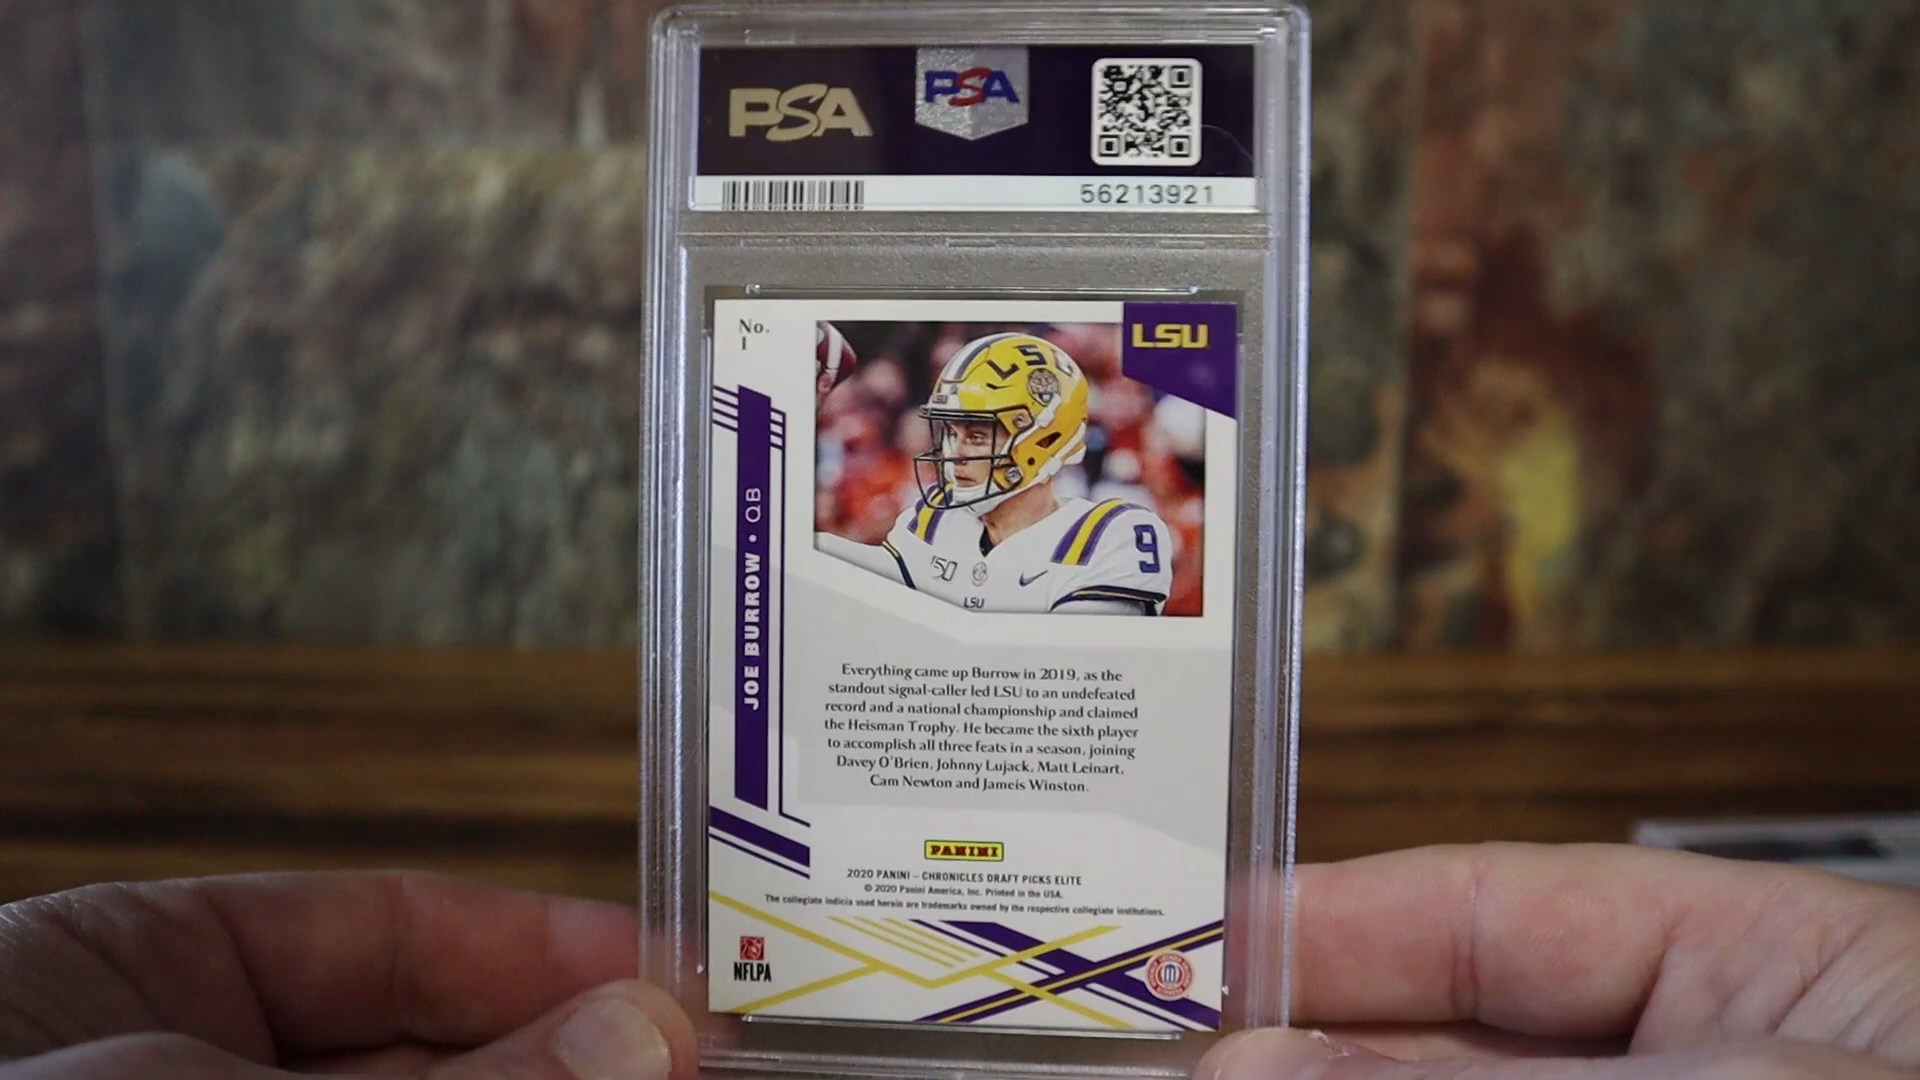 PSA
PSA
56213921
No.
1
LSU
LSU
JOE BURROW • QB
9
150
LSU
Everything came up Burrow in 2019, as the
standout signal-caller led LSU to an undefeated
record and a national championship and claimed
the Heisman Trophy. He became the sixth player
to accomplish all three feats in a season, joining
Davey O'Brien, Johnny Lujack, Matt Leinart,
Cam Newton and Jameis Winston.
PANINI
2020 PANINI – CHRONICLES DRAFT PICKS ELITE
© 2020 Panini America, Inc. Printed in the USA.
The collegiate indicia used herein are trademarks owned by the respective collegiate institutions.
NFLPA